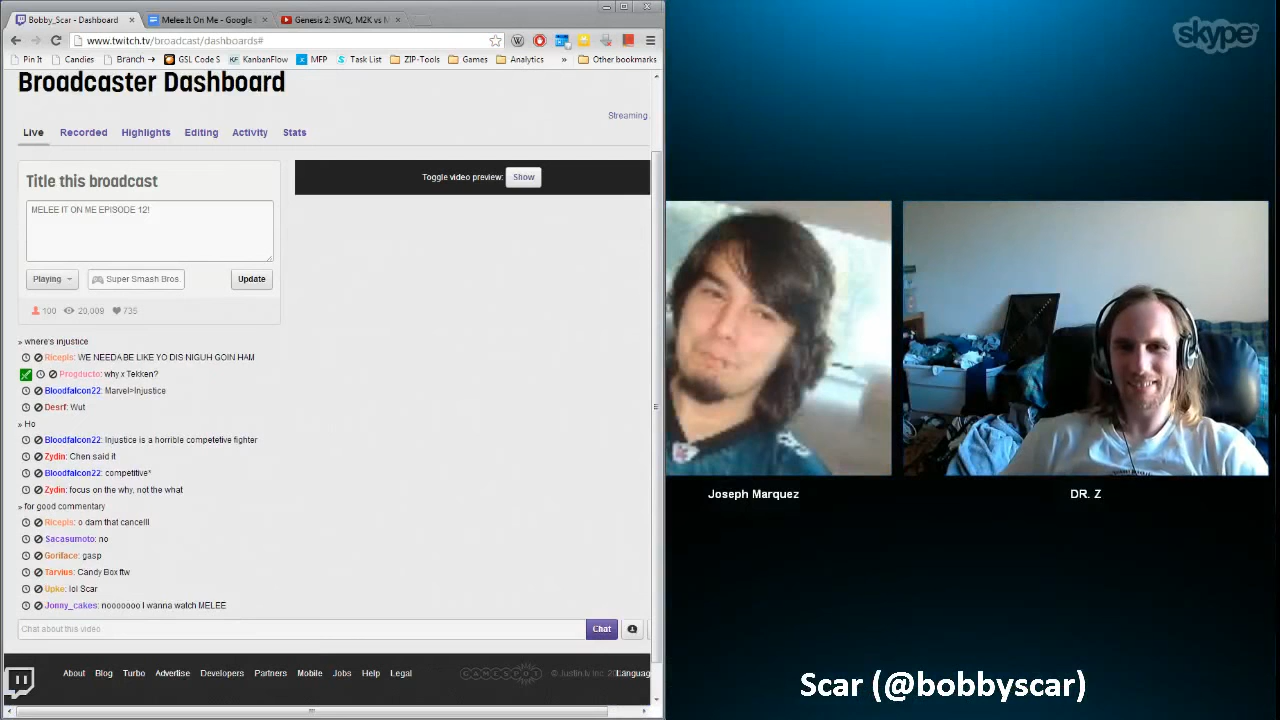 Bobby_Scar - Dashboard
Melee It On Me - Google
Genesis 2: SWQ, M2K vs M
www.twitch.tv/broadcast/dashboards#
Pin It Candies Branch → GSL Code S KanbanFlow MFP Task List ZIP-Tools Games Analytics » Other bookmarks
Broadcaster Dashboard
Streaming
Live Recorded Highlights Editing Activity Stats
Title this broadcast
Toggle video preview: Show
MELEE IT ON ME EPISODE 12!
Playing Super Smash Bros. Update
100 20,009 735
» where's injustice
Ricepis: WE NEEDA BE LIKE YO DIS NIGUH GOIN HAM
Progducto: why x Tekken?
Bloodfalcon22: Marvel>Injustice
Desrf: Wut
» Ho
Bloodfalcon22: Injustice is a horrible competetive fighter
Zydin: Chen said it
Bloodfalcon22: competitive*
Zydin: focus on the why, not the what
» for good commentary
Ricepis: o dam that cancelll
Sacasumoto: no
Goriface: gasp
Tarvius: Candy Box ftw
Upke: lol Scar
Jonny_cakes: nooooooo I wanna watch MELEE
Chat about this video Chat
About Blog Turbo Advertise Developers Partners Mobile Jobs Help Legal GAMESPOT © Justin.tv Inc. Languag
skype
Joseph Marquez
DR. Z
Scar (@bobbyscar)